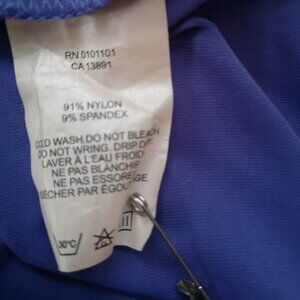 RN 0101101
CA13891
91% NYLON
9% SPANDEX
COLD WASH.DO NOT BLEACH
DO NOT WRING. DRIP DRY
LAVER À L'EAU FROIDE
NE PAS BLANCHIR
NE PAS ESSORER
SÉCHER PAR ÉGOUTTAGE
30°C